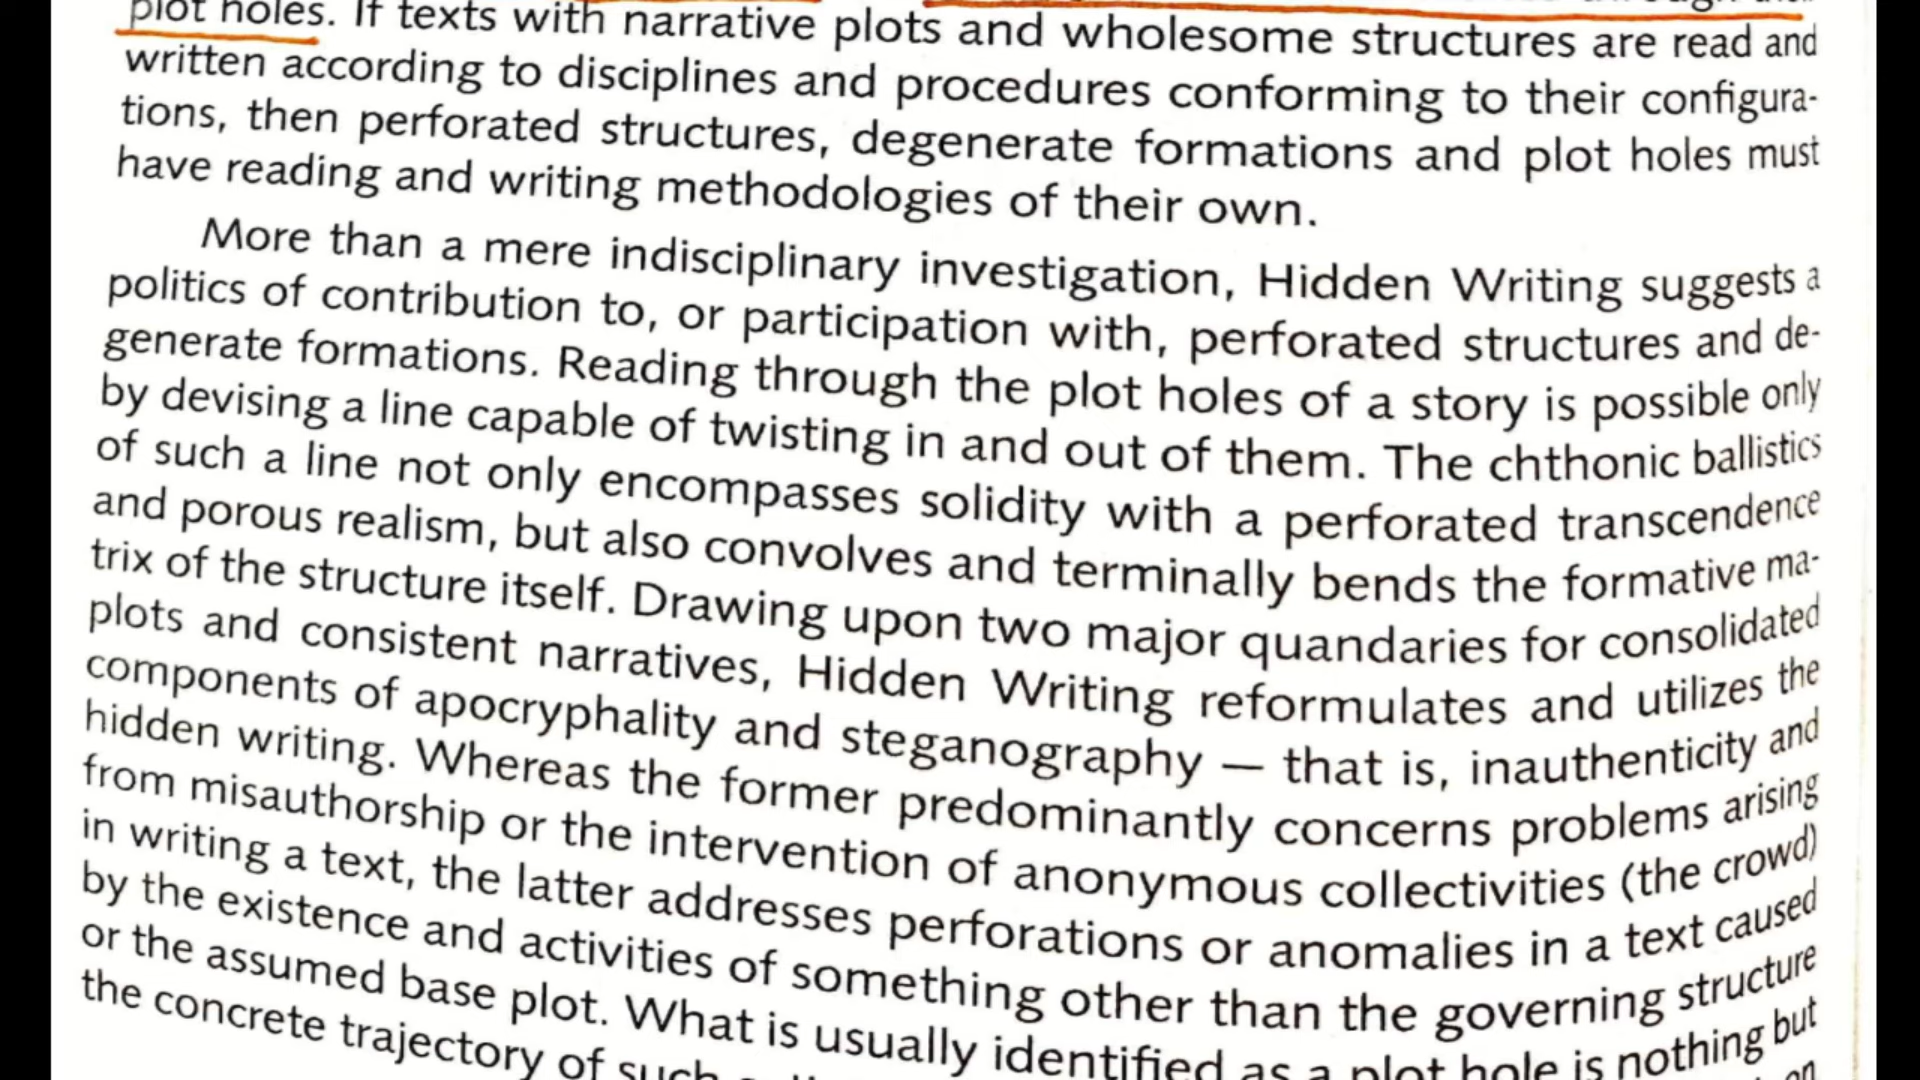 plot holes. If texts with narrative plots and wholesome structures are read and
written according to disciplines and procedures conforming to their configura-
tions, then perforated structures, degenerate formations and plot holes must
have reading and writing methodologies of their own.
More than a mere indisciplinary investigation, Hidden Writing suggests a
politics of contribution to, or participation with, perforated structures and de-
generate formations. Reading through the plot holes of a story is possible only
by devising a line capable of twisting in and out of them. The chthonic ballistics
of such a line not only encompasses solidity with a perforated transcendence
and porous realism, but also convolves and terminally bends the formative ma-
trix of the structure itself. Drawing upon two major quandaries for consolidated
plots and consistent narratives, Hidden Writing reformulates and utilizes the
components of apocryphality and steganography — that is, inauthenticity and
hidden writing. Whereas the former predominantly concerns problems arising
from misauthorship or the intervention of anonymous collectivities (the crowd)
in writing a text, the latter addresses perforations or anomalies in a text caused
by the existence and activities of something other than the governing structure
or the assumed base plot. What is usually identified as a plot hole is nothing but
the concrete trajectory of such